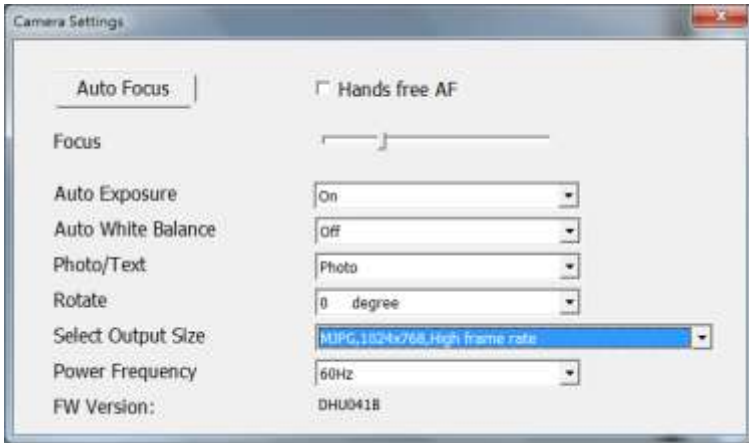 Camera Settings
Auto Focus Hands free AF
Focus
Auto Exposure On
Auto White Balance Off
Photo/Text Photo
Rotate 0 degree
Select Output Size MJPG,1024x768,High frame rate
Power Frequency 60Hz
FW Version: DHU041B